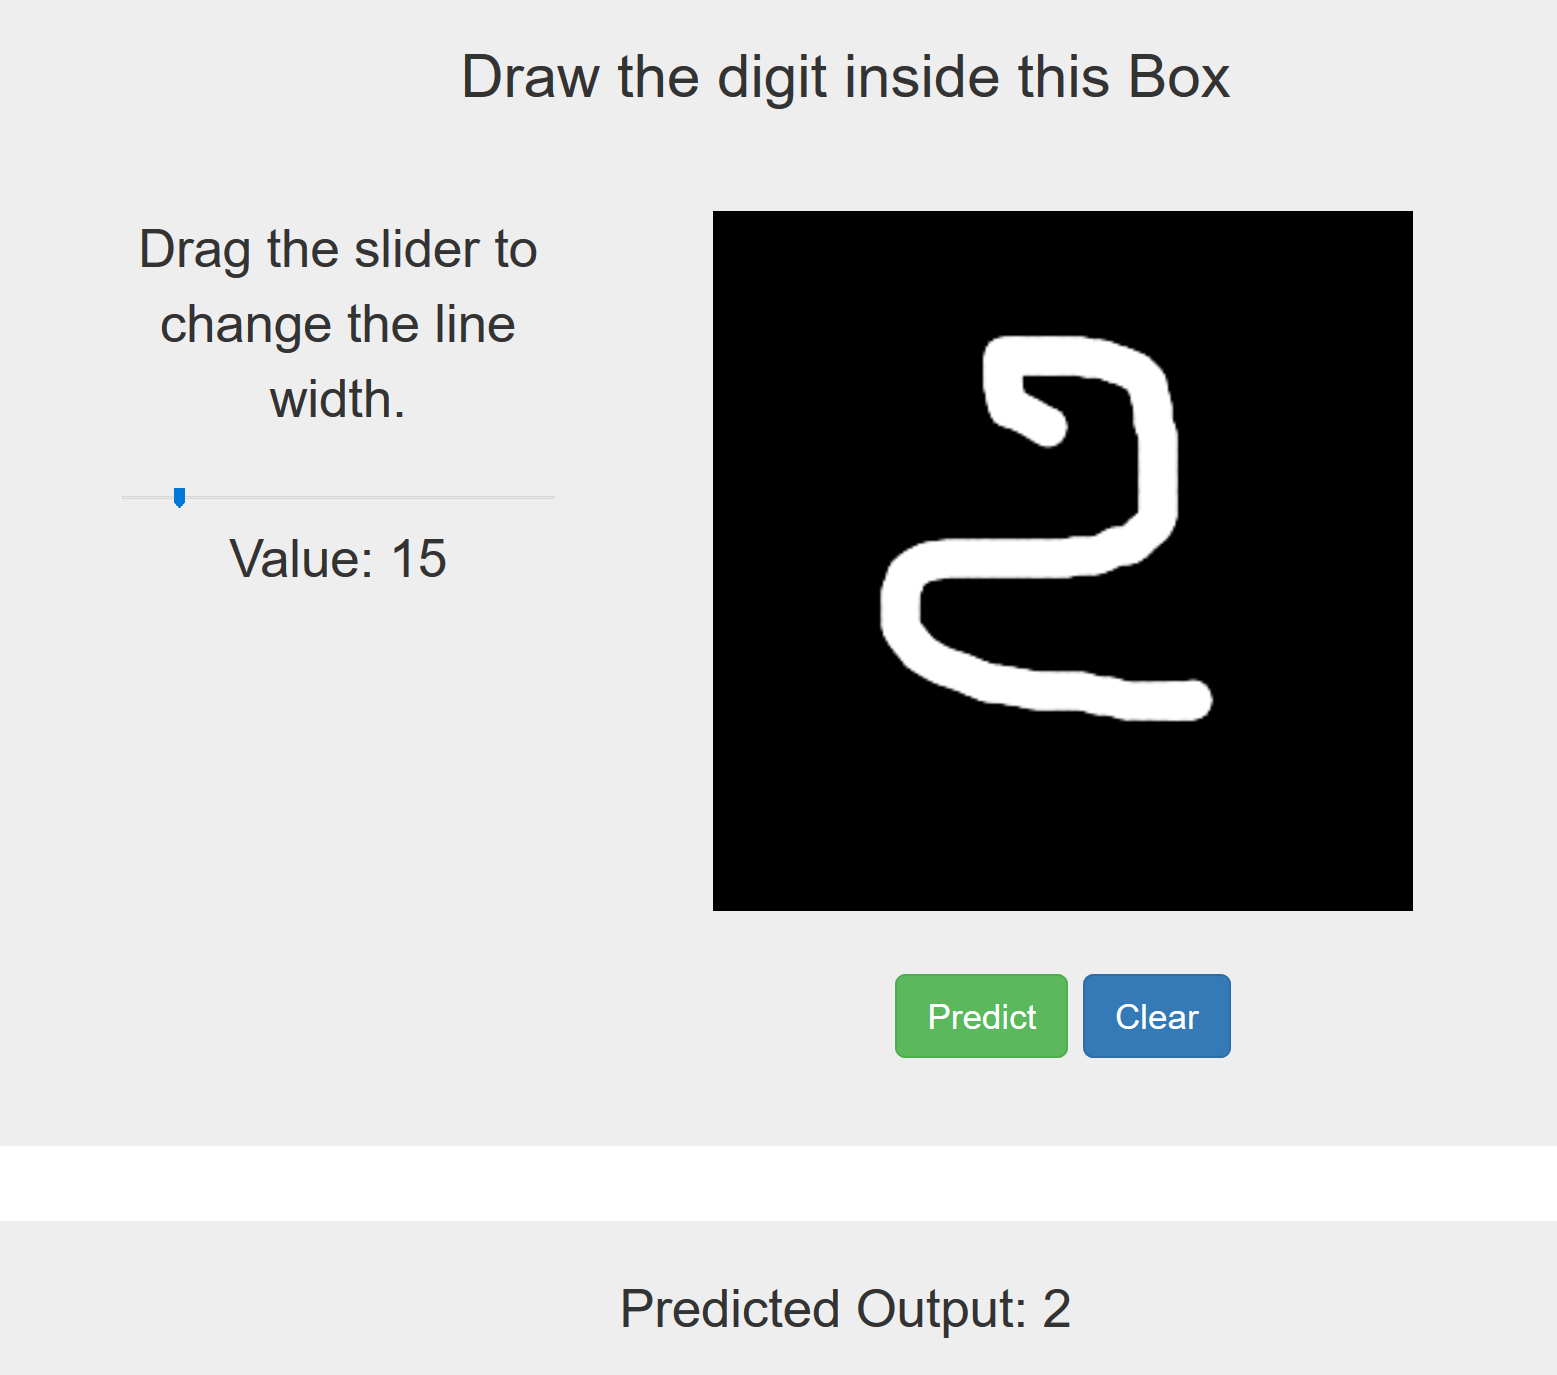 Draw the digit inside this Box
Drag the slider to
change the line
width.
Value: 15
2
Predict Clear
Predicted Output: 2